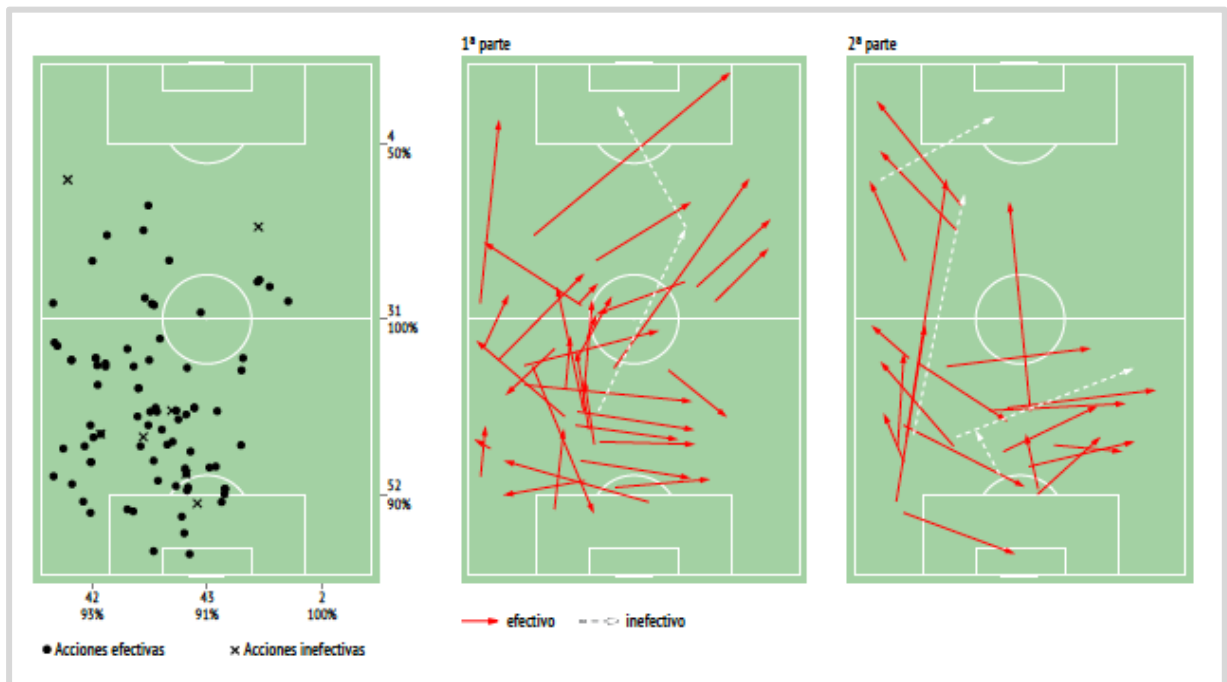 1ª parte
2ª parte
4
50%
31
100%
52
90%
42
93%
43
91%
2
100%
efectivo
inefectivo
Acciones efectivas
Acciones inefectivas